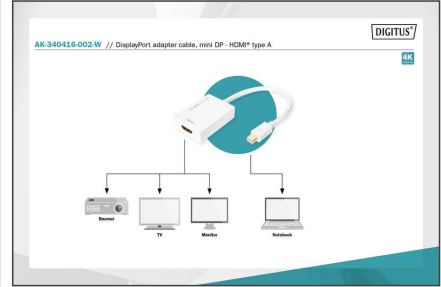 DIGITUS®
AK-340416-002-W // DisplayPort adapter cable, mini DP - HDMI® type A
4K
Beamer
TV
Monitor
Notebook